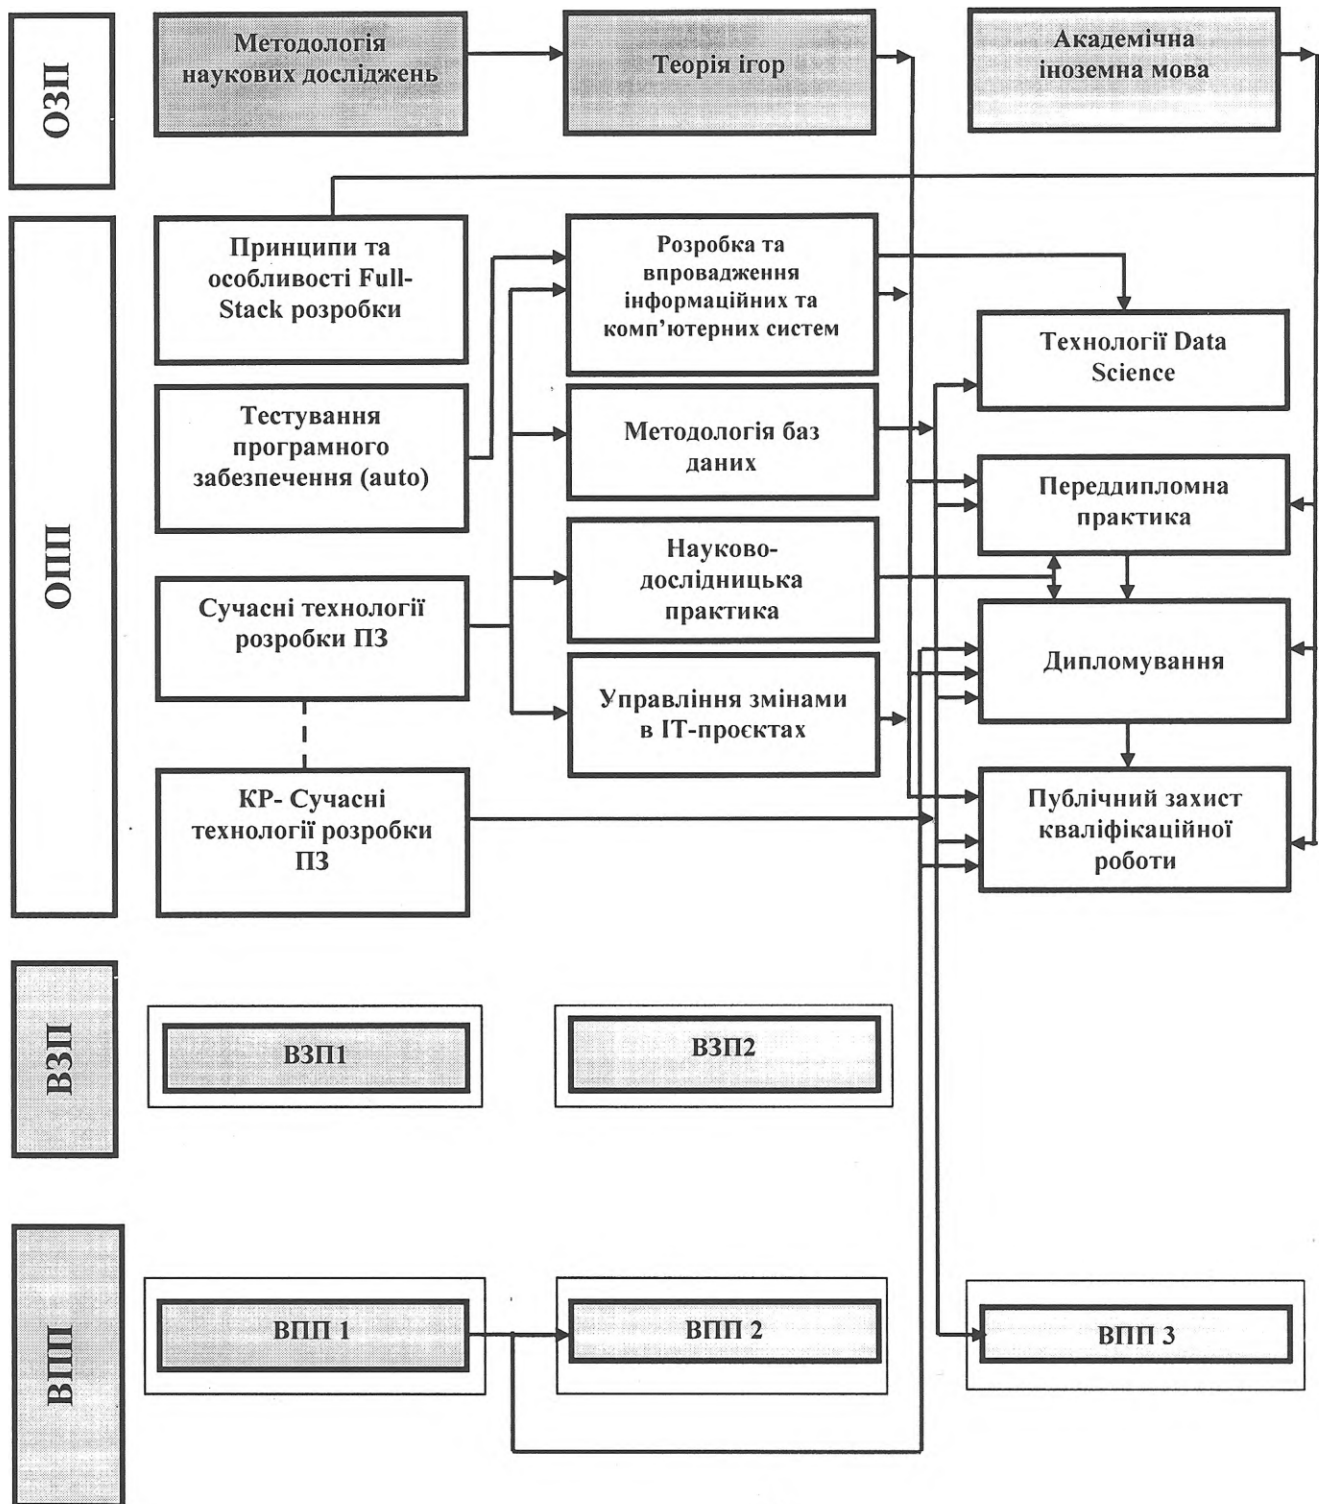 ОЗП
Методологія
наукових досліджень
Теорія ігор
Академічна
іноземна мова
ОПП
Принципи та
особливості Full-
Stack розробки
Розробка та
впровадження
інформаційних та
комп’ютерних систем
Технології Data
Science
Тестування
програмного
забезпечення (auto)
Методологія баз
даних
Переддипломна
практика
Науково-
дослідницька
практика
Сучасні технології
розробки ПЗ
Дипломування
Управління змінами
в ІТ-проєктах
КР- Сучасні
технології розробки
ПЗ
Публічний захист
кваліфікаційної
роботи
ВЗП
ВЗП1
ВЗП2
ВПП
ВПП 1
ВПП 2
ВПП 3